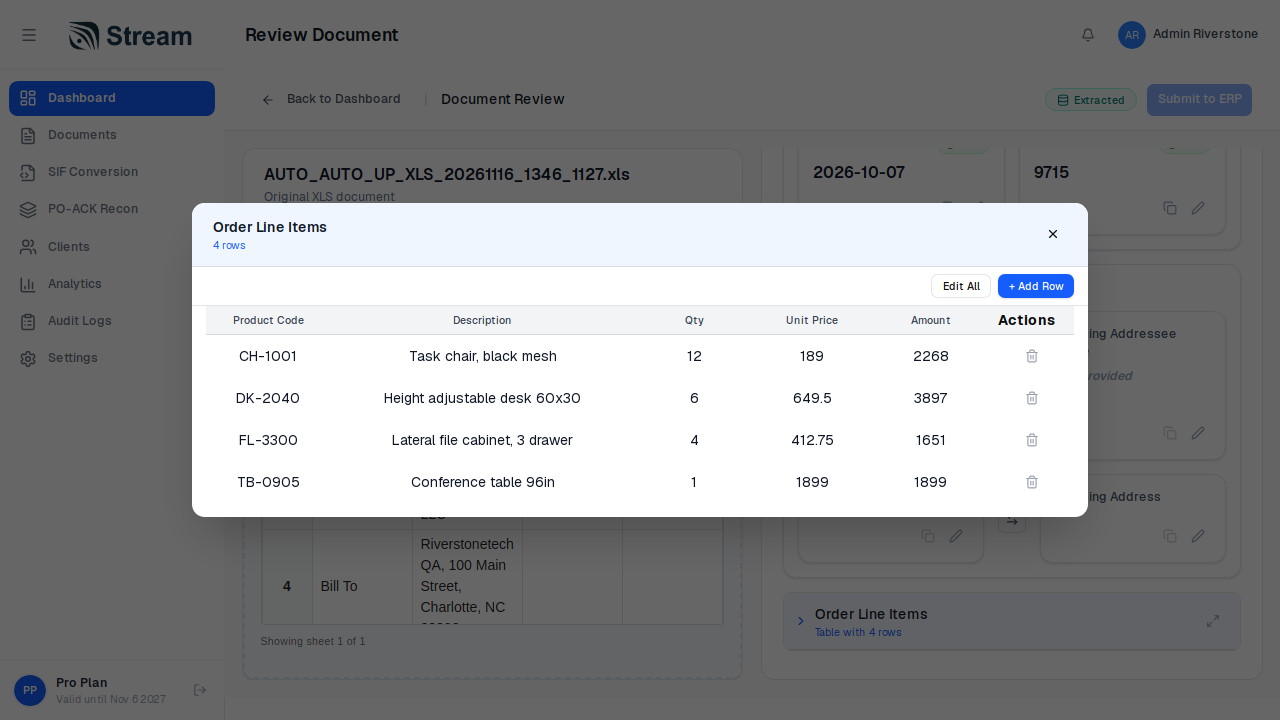 Stream
Review Document
AR
Admin Riverstone
Dashboard
Documents
SIF Conversion
PO-ACK Recon
Clients
Analytics
Audit Logs
Settings
PP
Pro Plan
Valid until Nov 6 2027
Back to Dashboard
|
Document Review
Extracted
Submit to ERP
AUTO_AUTO_UP_XLS_20261116_1346_1127.xls
Original XLS document
2026-10-07
9715
Order Line Items
4 rows
Edit All
+ Add Row
Product Code Description Qty Unit Price Amount Actions
CH-1001 Task chair, black mesh 12 189 2268
DK-2040 Height adjustable desk 60x30 6 649.5 3897
FL-3300 Lateral file cabinet, 3 drawer 4 412.75 1651
TB-0905 Conference table 96in 1 1899 1899
Addressee
Address
4
Bill To
Riverstonetech
QA, 100 Main
Street,
Charlotte, NC
Showing sheet 1 of 1
Order Line Items
Table with 4 rows